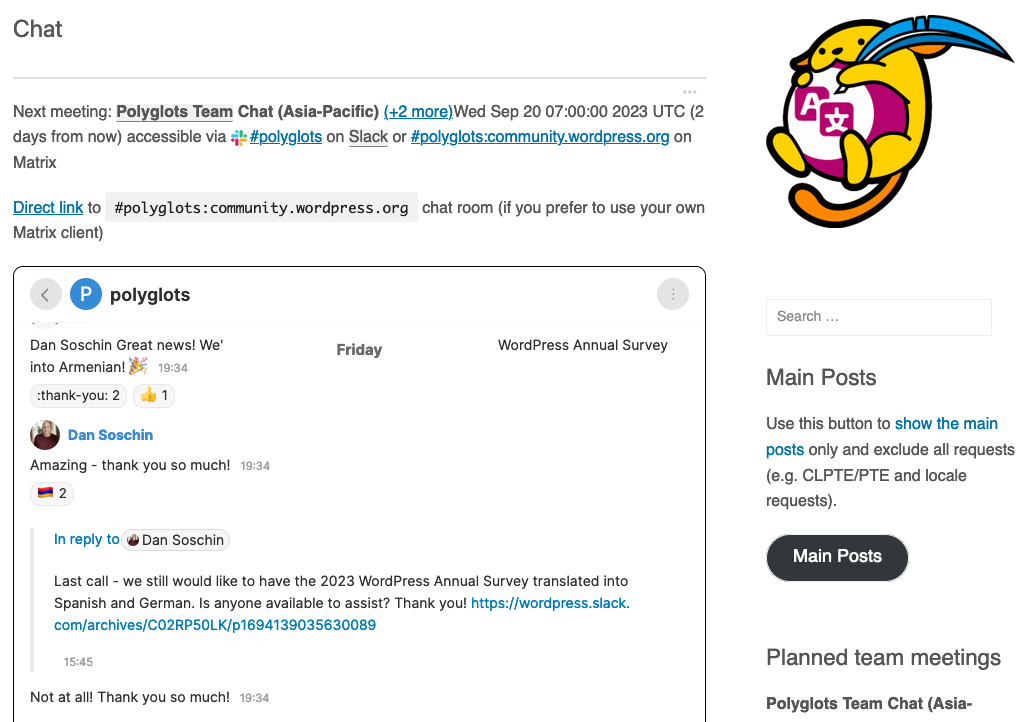 Chat
Next meeting: Polyglots Team Chat (Asia-Pacific) (+2 more)Wed Sep 20 07:00:00 2023 UTC (2
days from now) accessible via #polyglots on Slack or #polyglots:community.wordpress.org on
Matrix
Direct link to #polyglots:community.wordpress.org chat room (if you prefer to use your own
Matrix client)
P polyglots
Dan Soschin Great news! We' Friday WordPress Annual Survey
into Armenian! 🎉 19:34
:thank-you: 2 👍 1
Dan Soschin
Amazing - thank you so much! 19:34
🇦🇲 2
In reply to Dan Soschin
Last call - we still would like to have the 2023 WordPress Annual Survey translated into
Spanish and German. Is anyone available to assist? Thank you! https://wordpress.slack.
com/archives/C02RP50LK/p1694139035630089
15:45
Not at all! Thank you so much! 19:34
A 文
Search …
Main Posts
Use this button to show the main
posts only and exclude all requests
(e.g. CLPTE/PTE and locale
requests).
Main Posts
Planned team meetings
Polyglots Team Chat (Asia-